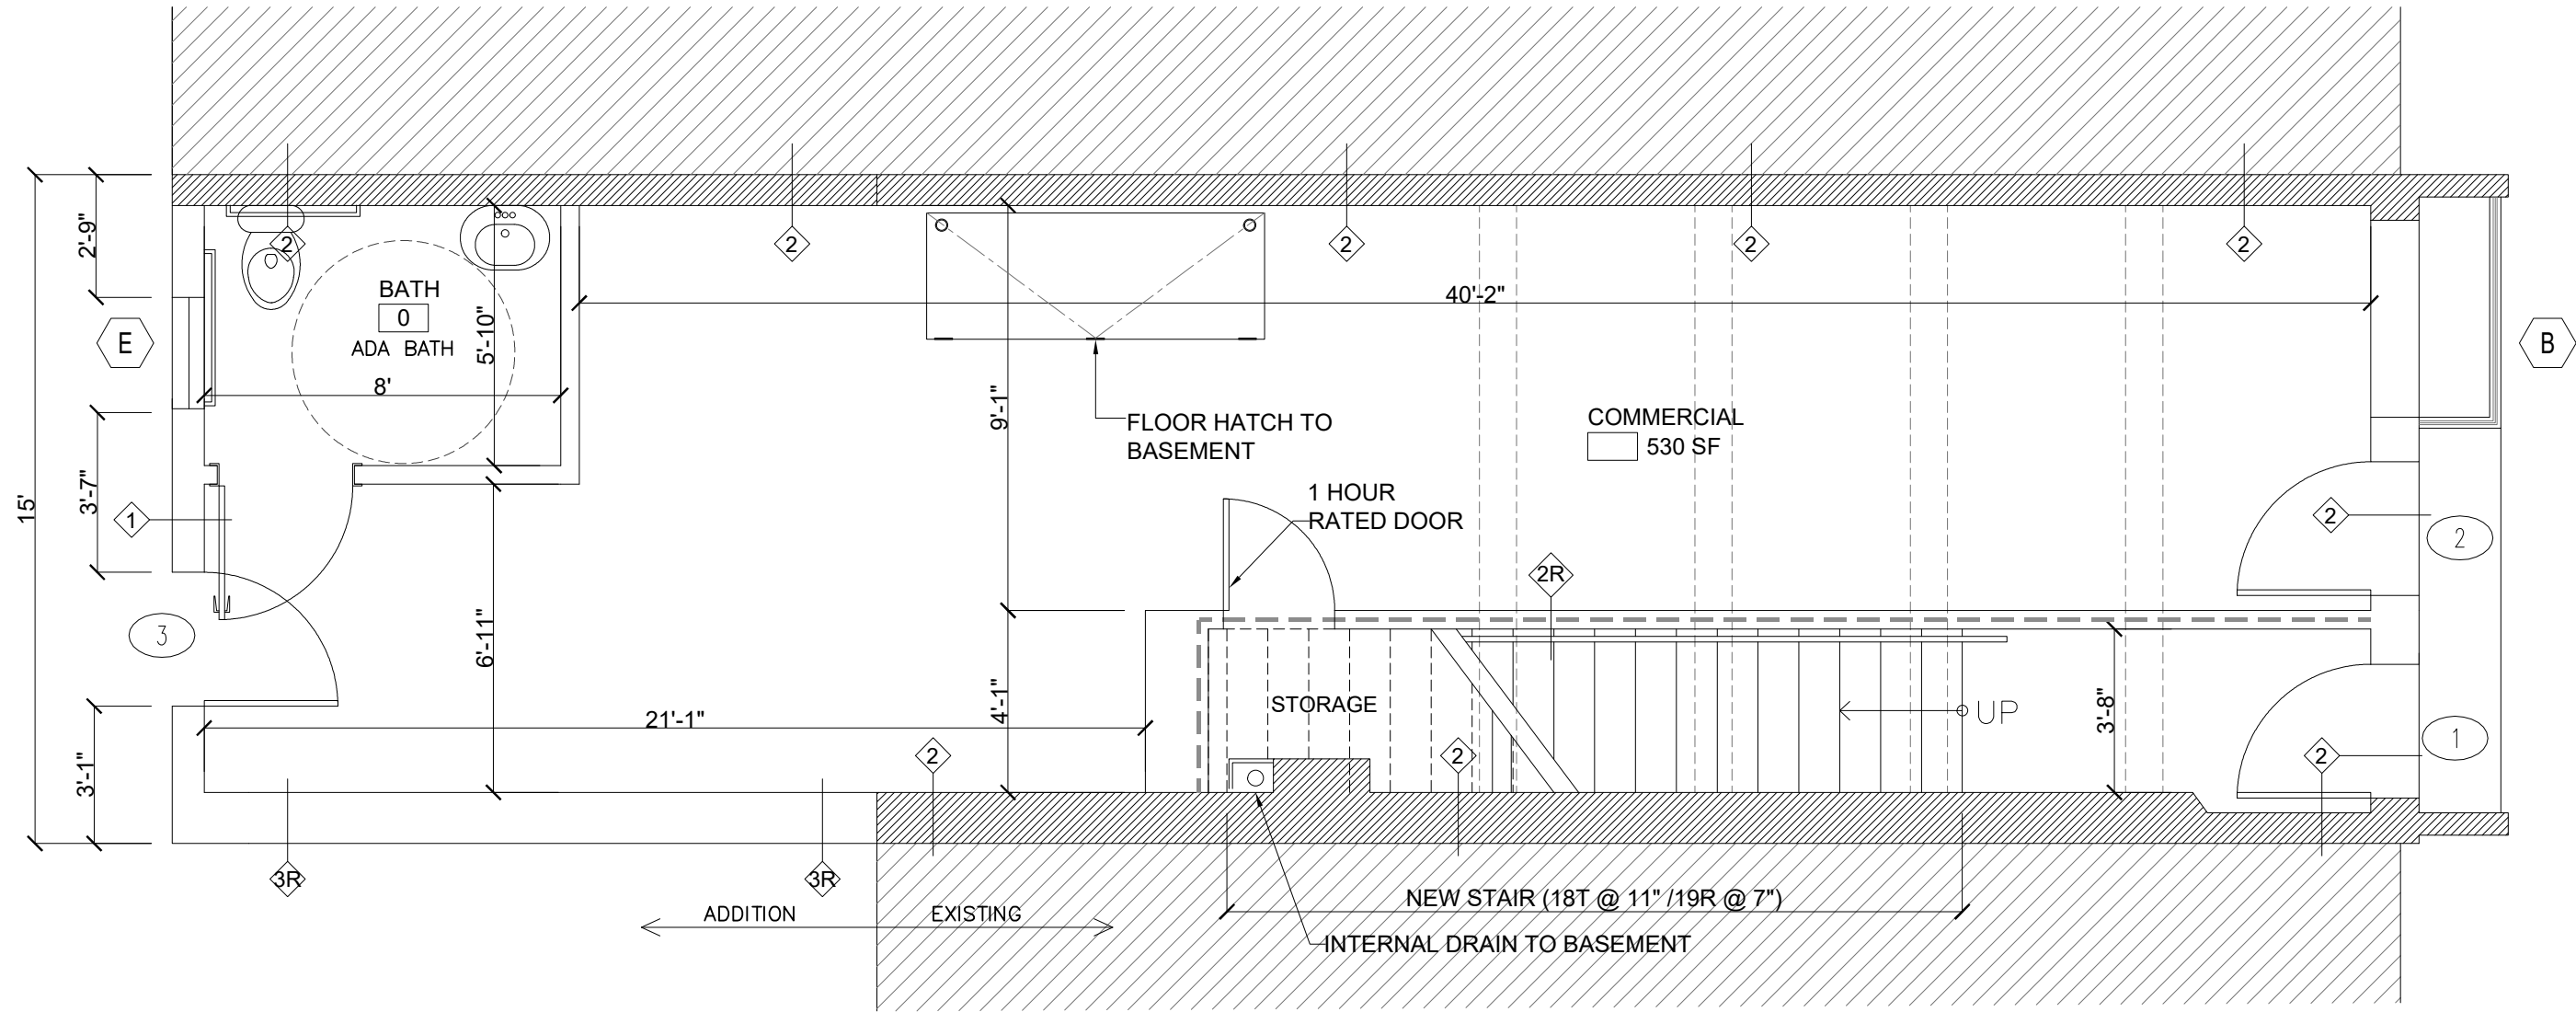 2
2
2
2
2
2'-9"
BATH
0
ADA BATH
5'-10"
8'
E
40'-2"
B
9'-1"
FLOOR HATCH TO
BASEMENT
COMMERCIAL
530 SF
15'
3'-7"
1
1 HOUR
RATED DOOR
2
2
2R
3
6'-11"
21'-1"
4'-1"
STORAGE
UP
3'-8"
1
2
2
2
3'-1"
3R
3R
ADDITION
EXISTING
NEW STAIR (18T @ 11" /19R @ 7")
INTERNAL DRAIN TO BASEMENT